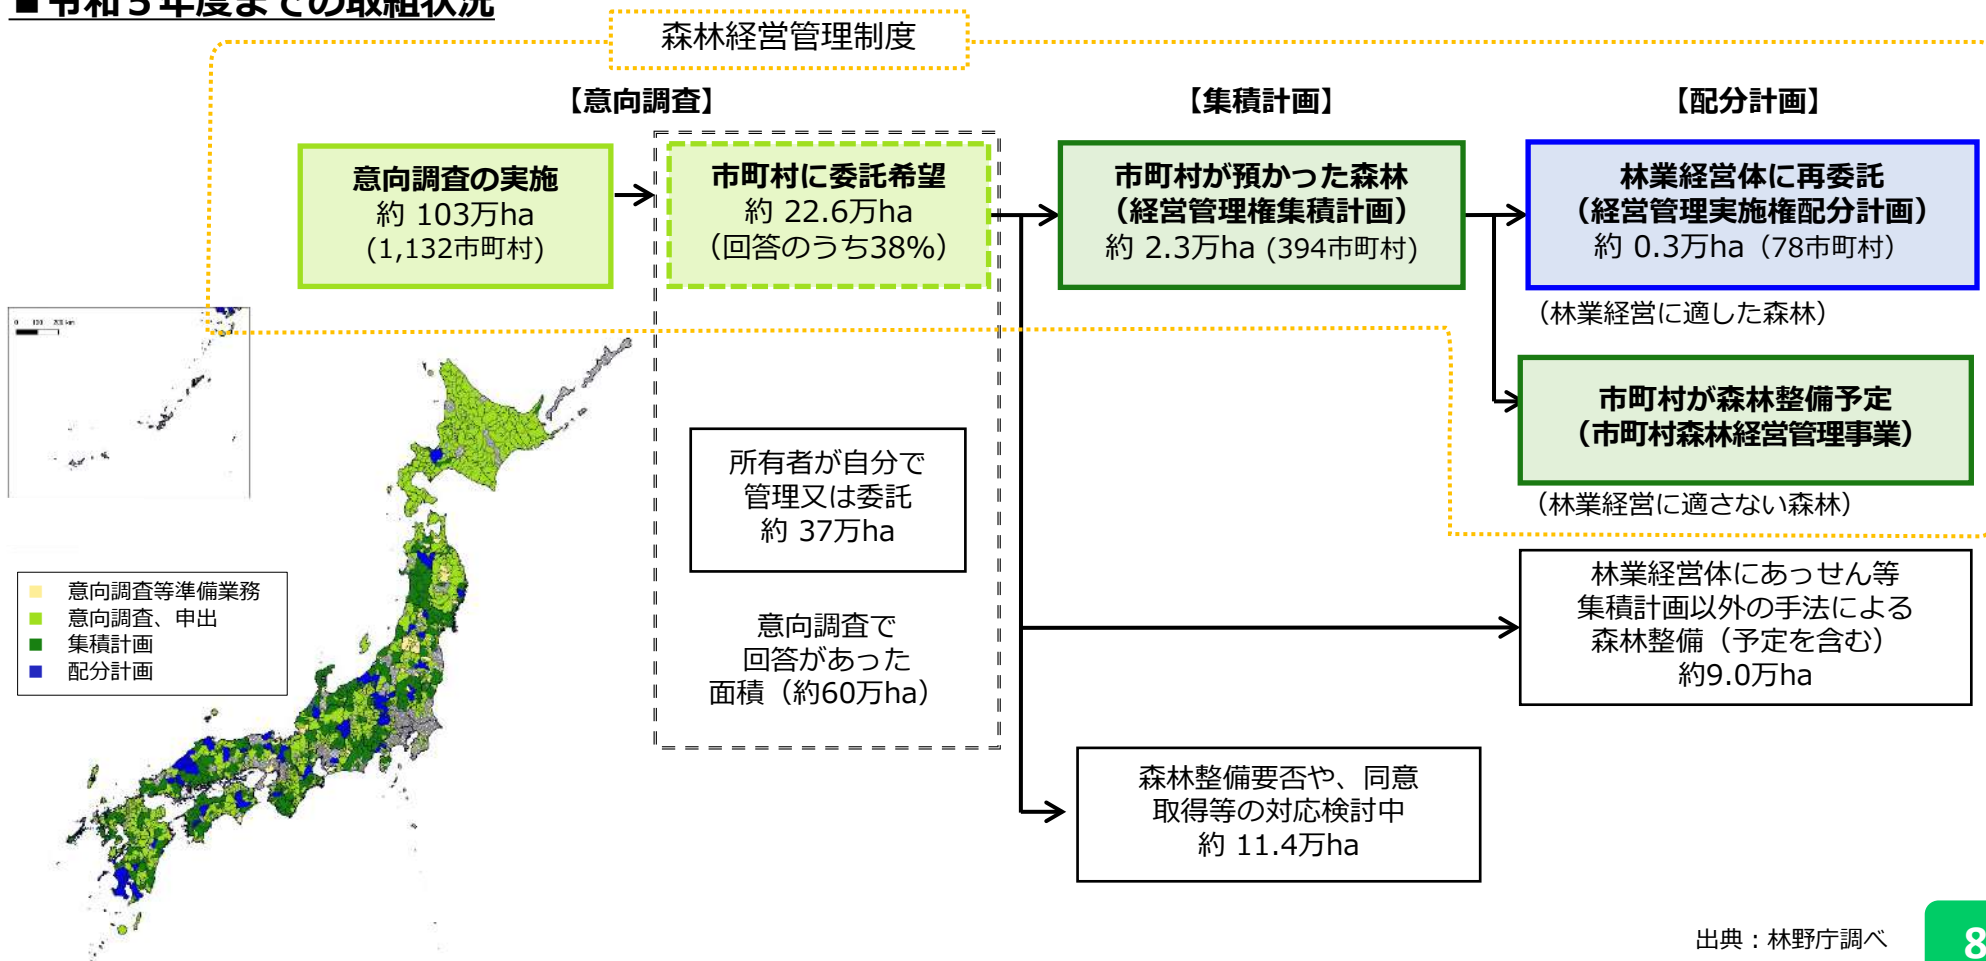 ■令和5年度までの取組状況
森林経営管理制度
【意向調査】
【集積計画】
【配分計画】
意向調査の実施
約 103万ha
(1,132市町村)
市町村に委託希望
約 22.6万ha
（回答のうち38%）
市町村が預かった森林
（経営管理権集積計画）
約 2.3万ha (394市町村)
林業経営体に再委託
（経営管理実施権配分計画）
約 0.3万ha（78市町村）
（林業経営に適した森林）
市町村が森林整備予定
（市町村森林経営管理事業）
（林業経営に適さない森林）
所有者が自分で
管理又は委託
約 37万ha
意向調査で
回答があった
面積（約60万ha）
林業経営体にあっせん等
集積計画以外の手法による
森林整備（予定を含む）
約9.0万ha
森林整備要否や、同意
取得等の対応検討中
約 11.4万ha
0 100 200 km
意向調査等準備業務
意向調査、申出
集積計画
配分計画
出典：林野庁調べ
8